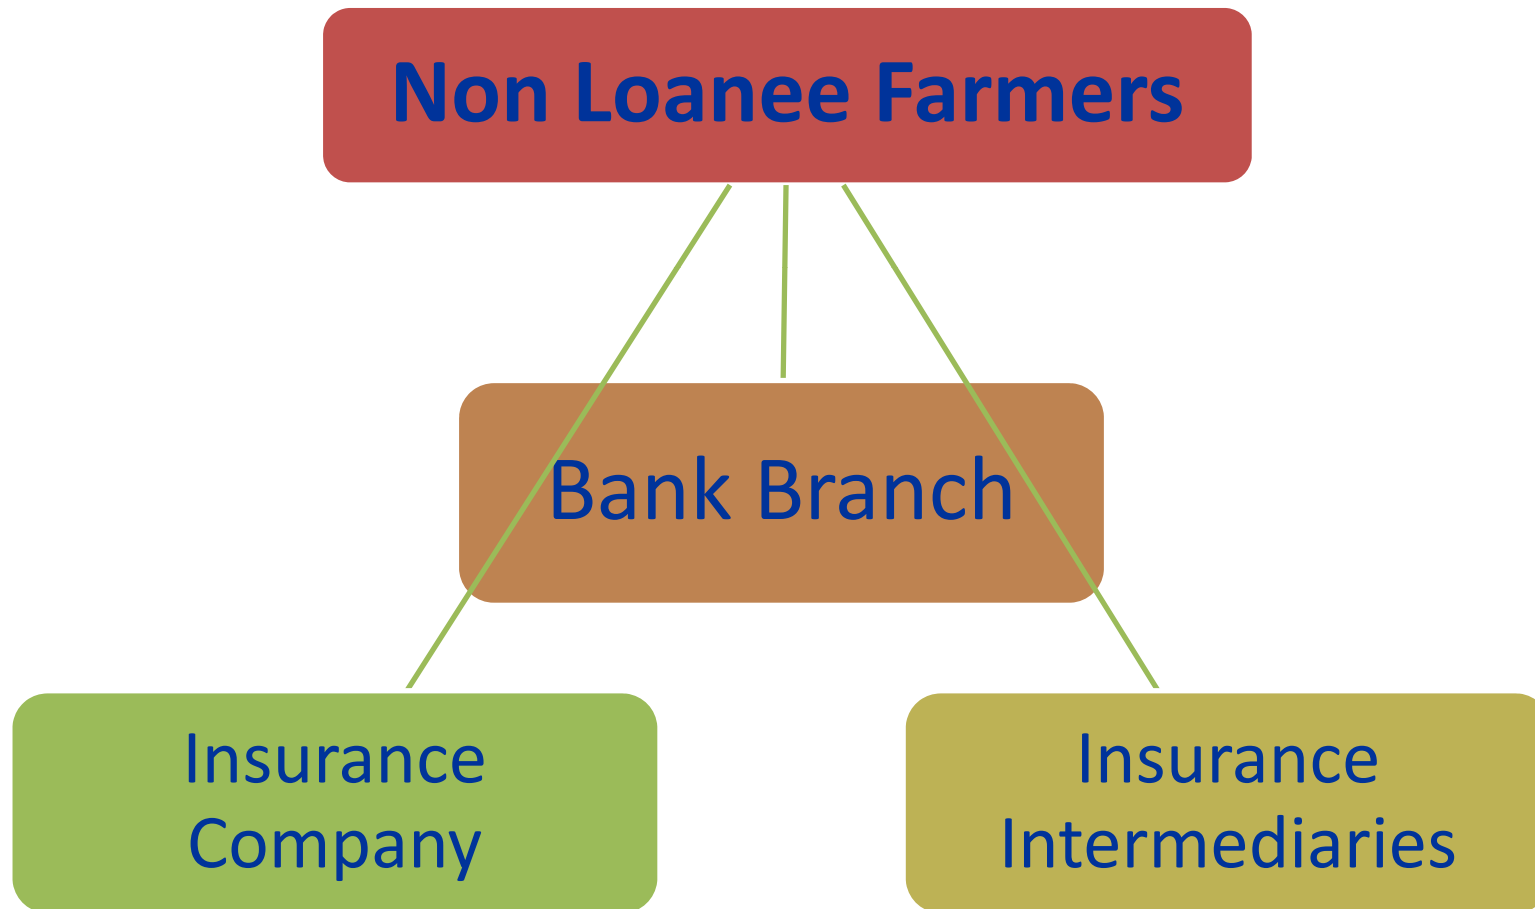 Non Loanee Farmers
Bank Branch
Insurance
Company
Insurance
Intermediaries